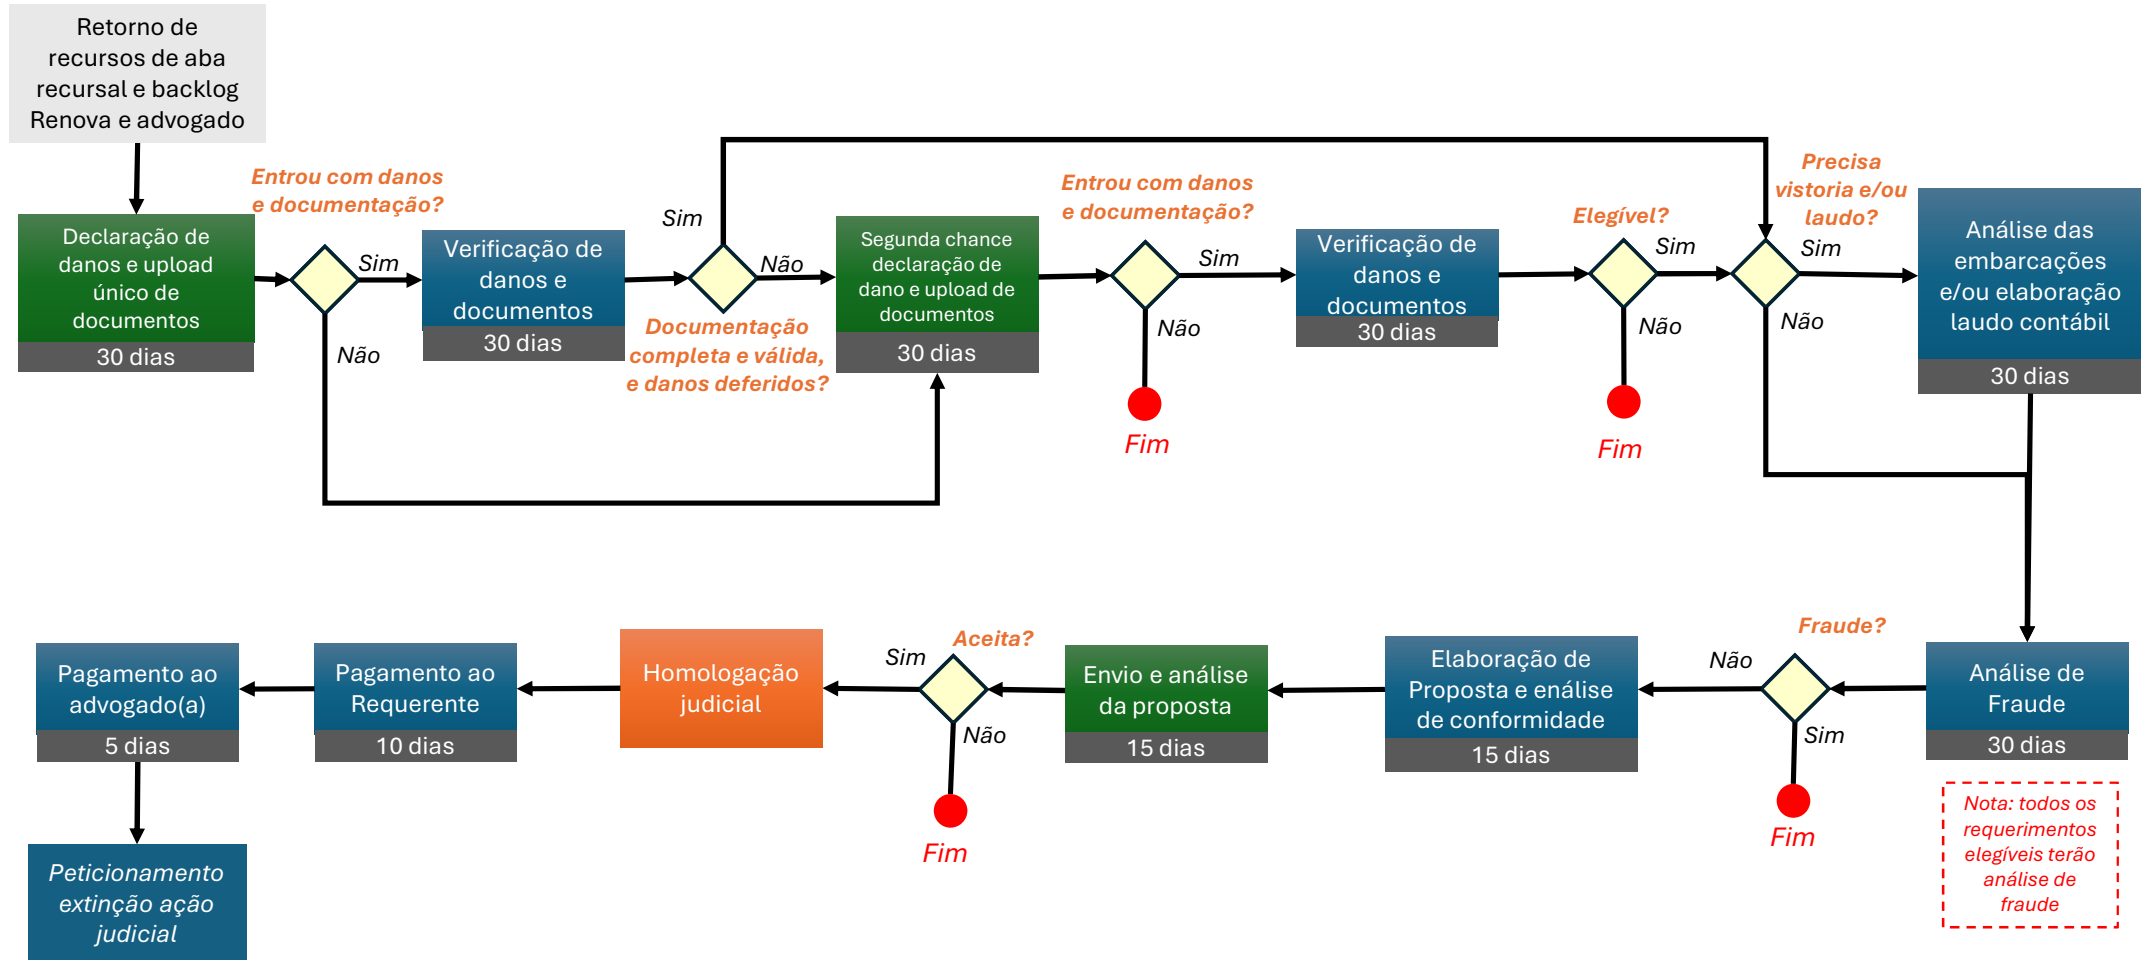 Retorno de
recursos de aba
recursal e backlog
Renova e advogado
Declaração de
danos e upload
único de
documentos
30 dias
Entrou com danos
e documentação?
Sim
Não
Verificação de
danos e
documentos
30 dias
Sim
Não
Documentação
completa e válida,
e danos deferidos?
Segunda chance
declaração de
dano e upload de
documentos
30 dias
Entrou com danos
e documentação?
Sim
Não
Fim
Verificação de
danos e
documentos
30 dias
Elegível?
Sim
Não
Fim
Precisa
vistoria e/ou
laudo?
Sim
Não
Análise das
embarcações
e/ou elaboração
laudo contábil
30 dias
Análise de
Fraude
30 dias
Nota: todos os
requerimentos
elegíveis terão
análise de
fraude
Fraude?
Não
Sim
Fim
Elaboração de
Proposta e enálise
de conformidade
15 dias
Envio e análise
da proposta
15 dias
Aceita?
Sim
Não
Fim
Homologação
judicial
Pagamento ao
Requerente
10 dias
Pagamento ao
advogado(a)
5 dias
Peticionamento
extinção ação
judicial